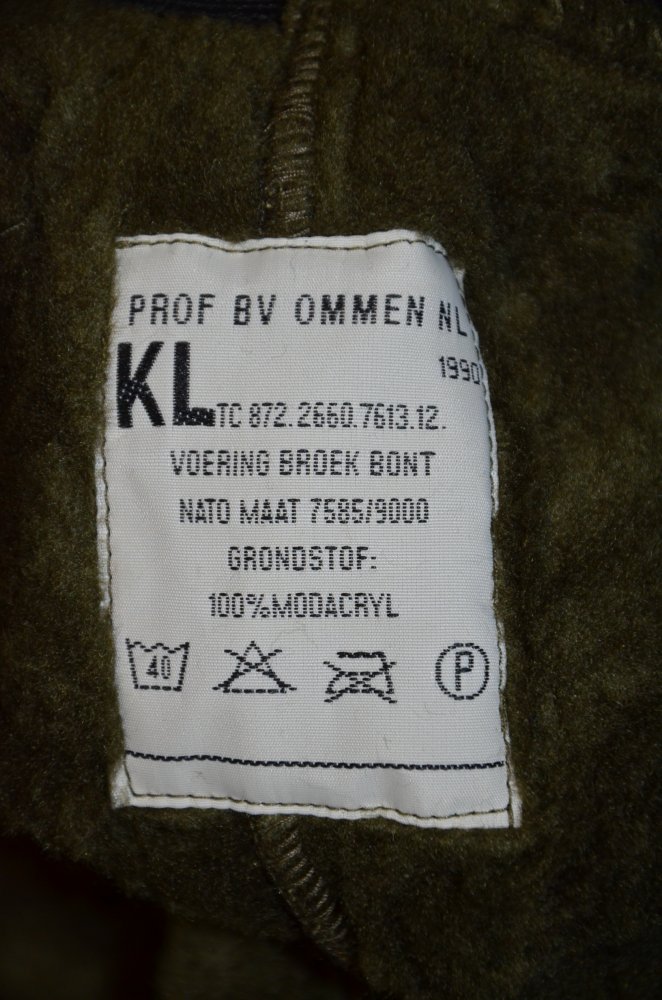 PROF BV OMMEN NL
1990
KL TC 872.2660.7613.12.
VOERING BROEK BONT
NATO MAAT 7585/9000
GRONDSTOF:
100%MODACRYL
40 P